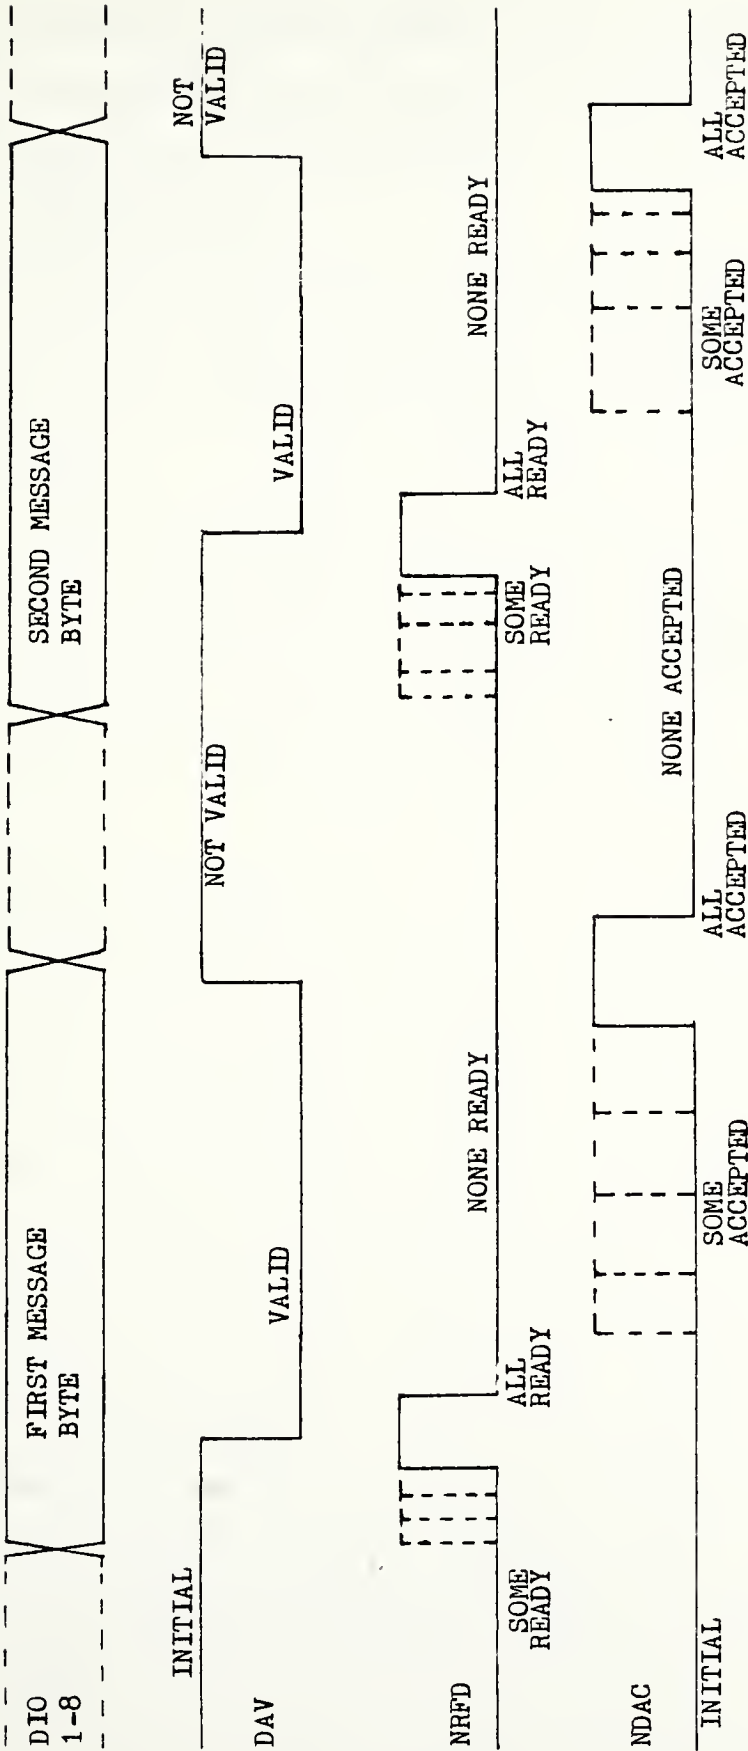 DIO
1-8
FIRST MESSAGE
BYTE
SECOND MESSAGE
BYTE
INITIAL
DAV
VALID
NOT VALID
VALID
NOT
VALID
NRFD
SOME
READY
ALL
READY
NONE READY
SOME
READY
ALL
READY
NONE READY
NDAC
INITIAL
SOME
ACCEPTED
ALL
ACCEPTED
NONE ACCEPTED
SOME
ACCEPTED
ALL
ACCEPTED